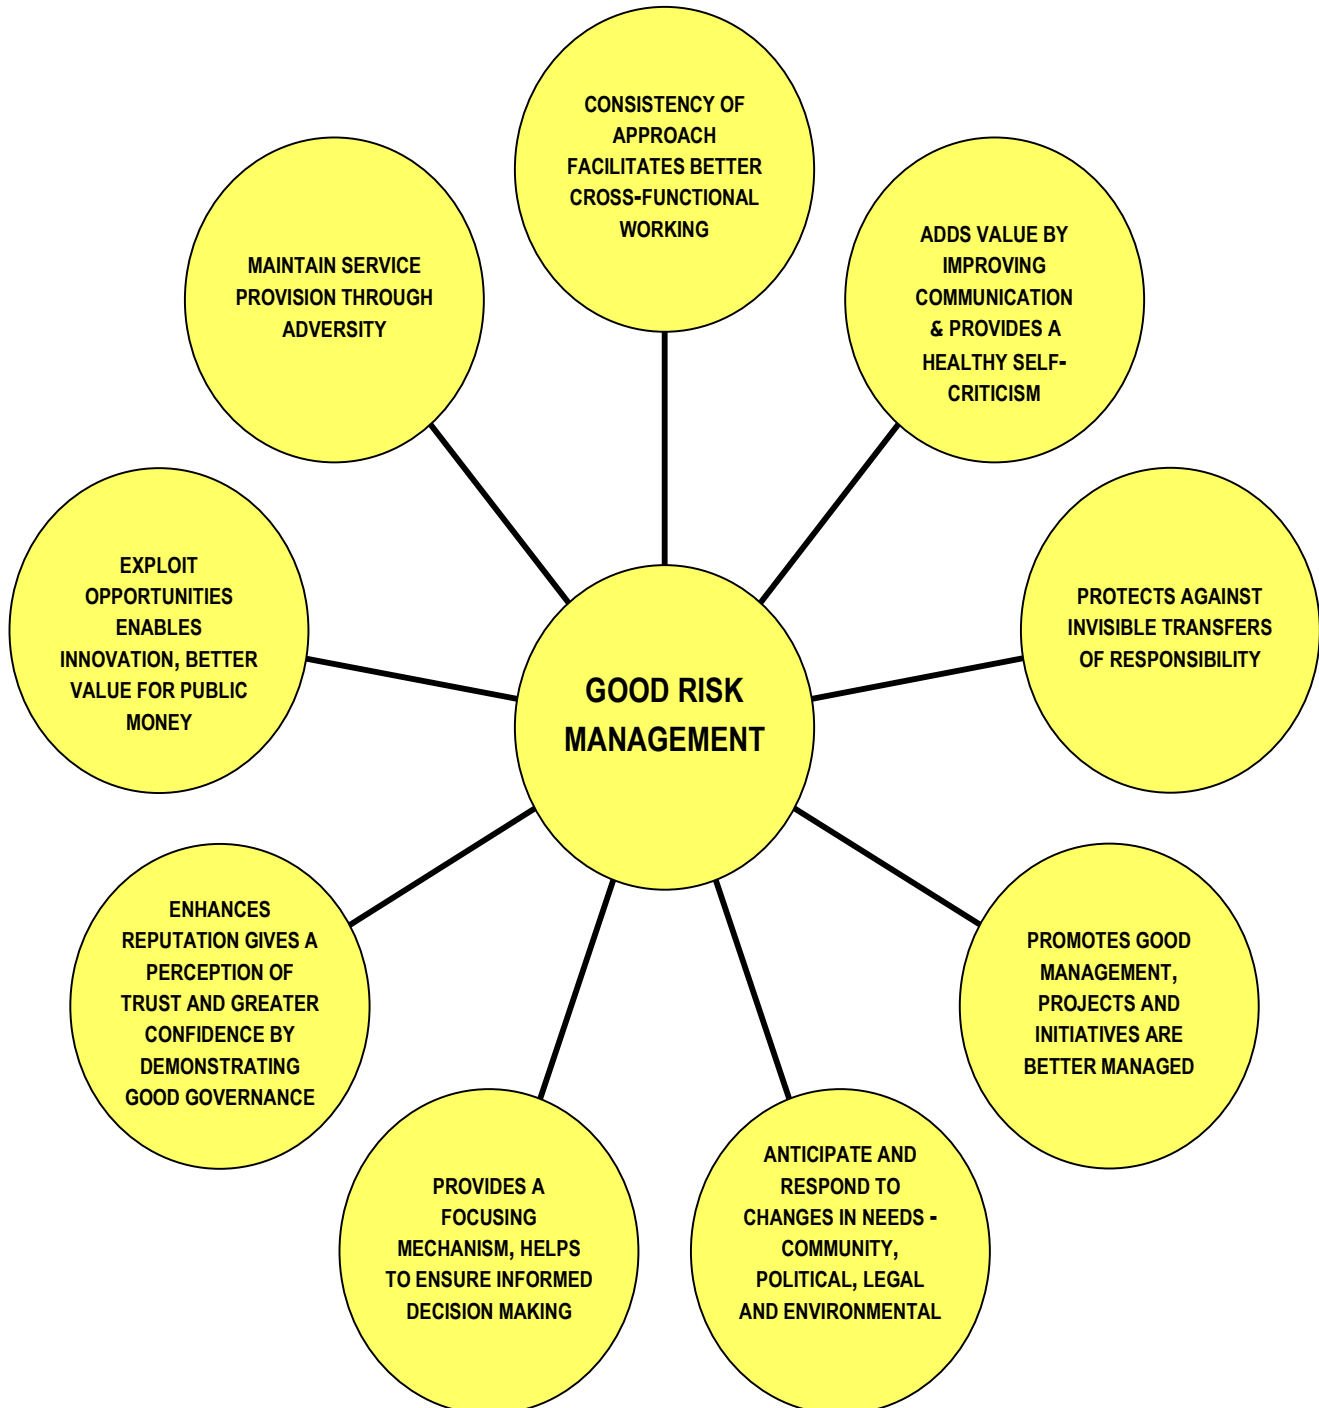 CONSISTENCY OF
APPROACH
FACILITATES BETTER
CROSS-FUNCTIONAL
WORKING
ADDS VALUE BY
IMPROVING
COMMUNICATION
& PROVIDES A
HEALTHY SELF-
CRITICISM
PROTECTS AGAINST
INVISIBLE TRANSFERS
OF RESPONSIBILITY
PROMOTES GOOD
MANAGEMENT,
PROJECTS AND
INITIATIVES ARE
BETTER MANAGED
ANTICIPATE AND
RESPOND TO
CHANGES IN NEEDS -
COMMUNITY,
POLITICAL, LEGAL
AND ENVIRONMENTAL
PROVIDES A
FOCUSING
MECHANISM, HELPS
TO ENSURE INFORMED
DECISION MAKING
ENHANCES
REPUTATION GIVES A
PERCEPTION OF
TRUST AND GREATER
CONFIDENCE BY
DEMONSTRATING
GOOD GOVERNANCE
EXPLOIT
OPPORTUNITIES
ENABLES
INNOVATION, BETTER
VALUE FOR PUBLIC
MONEY
MAINTAIN SERVICE
PROVISION THROUGH
ADVERSITY
GOOD RISK
MANAGEMENT